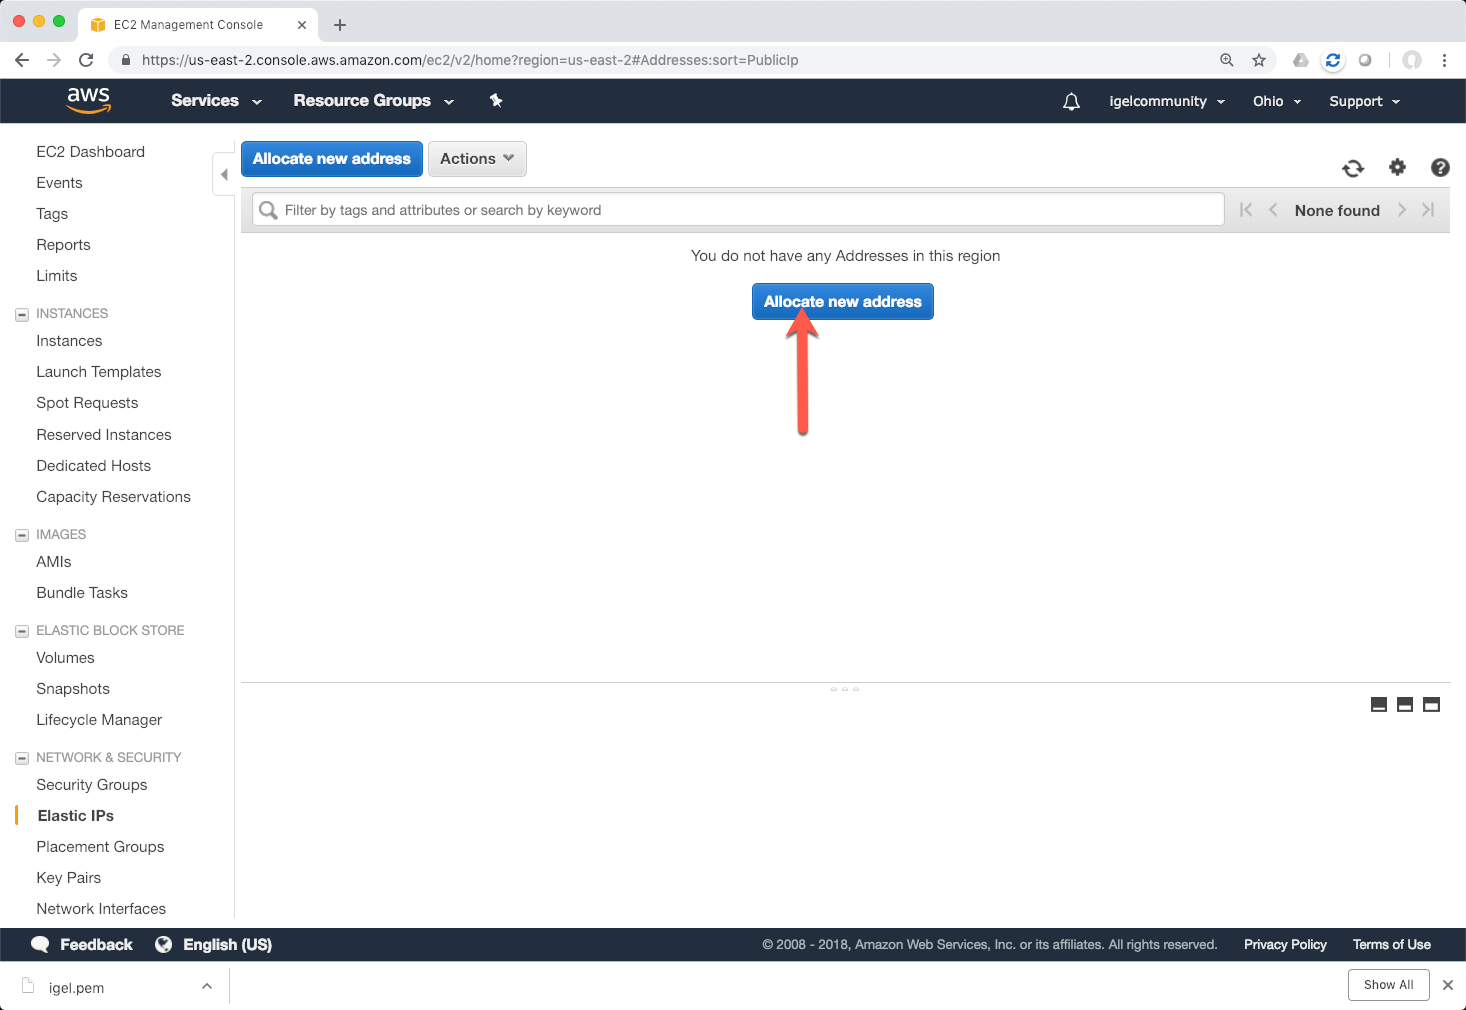 EC2 Management Console
https://us-east-2.console.aws.amazon.com/ec2/v2/home?region=us-east-2#Addresses:sort=PublicIp
aws Services Resource Groups igelcommunity Ohio Support
EC2 Dashboard
Events
Tags
Reports
Limits
INSTANCES
Instances
Launch Templates
Spot Requests
Reserved Instances
Dedicated Hosts
Capacity Reservations
IMAGES
AMIs
Bundle Tasks
ELASTIC BLOCK STORE
Volumes
Snapshots
Lifecycle Manager
NETWORK & SECURITY
Security Groups
Elastic IPs
Placement Groups
Key Pairs
Network Interfaces
Allocate new address Actions
Filter by tags and attributes or search by keyword None found
You do not have any Addresses in this region
Allocate new address
Feedback English (US) © 2008 - 2018, Amazon Web Services, Inc. or its affiliates. All rights reserved. Privacy Policy Terms of Use
igel.pem Show All